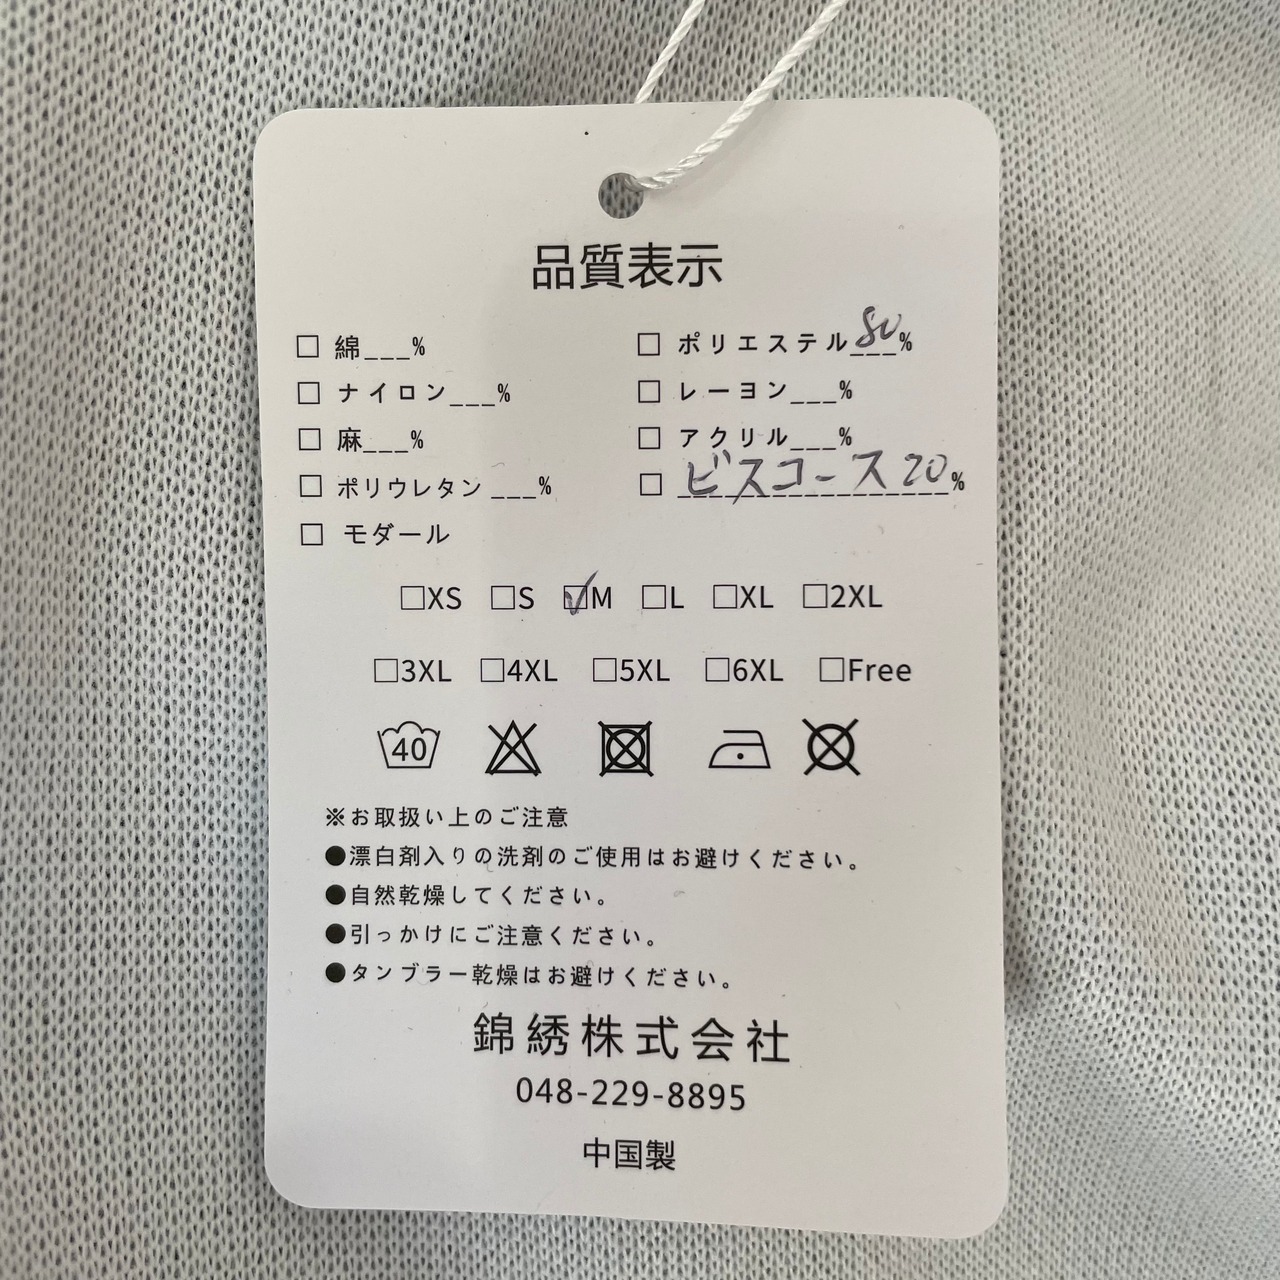 品質表示
□ 綿___% □ ポリエステル80%
□ ナイロン___% □ レーヨン___%
□ 麻___% □ アクリル___%
□ ポリウレタン ___% □ ビスコース20%
□ モダール
□XS □S ☑M □L □XL □2XL
□3XL □4XL □5XL □6XL □Free
40
※お取扱い上のご注意
●漂白剤入りの洗剤のご使用はお避けください。
●自然乾燥してください。
●引っかけにご注意ください。
●タンブラー乾燥はお避けください。
錦綉株式会社
048-229-8895
中国製